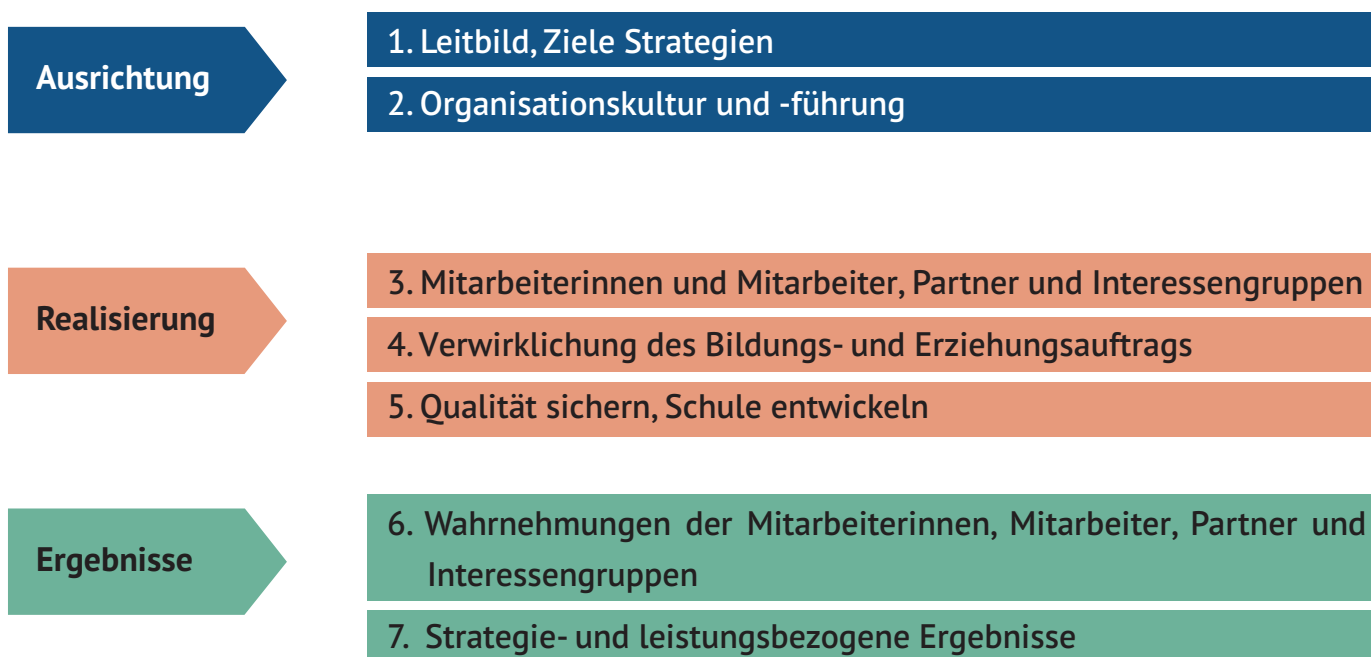 Ausrichtung
1. Leitbild, Ziele Strategien
2. Organisationskultur und -führung
Realisierung
3. Mitarbeiterinnen und Mitarbeiter, Partner und Interessengruppen
4. Verwirklichung des Bildungs- und Erziehungsauftrags
5. Qualität sichern, Schule entwickeln
Ergebnisse
6. Wahrnehmungen der Mitarbeiterinnen, Mitarbeiter, Partner und
Interessengruppen
7. Strategie- und leistungsbezogene Ergebnisse